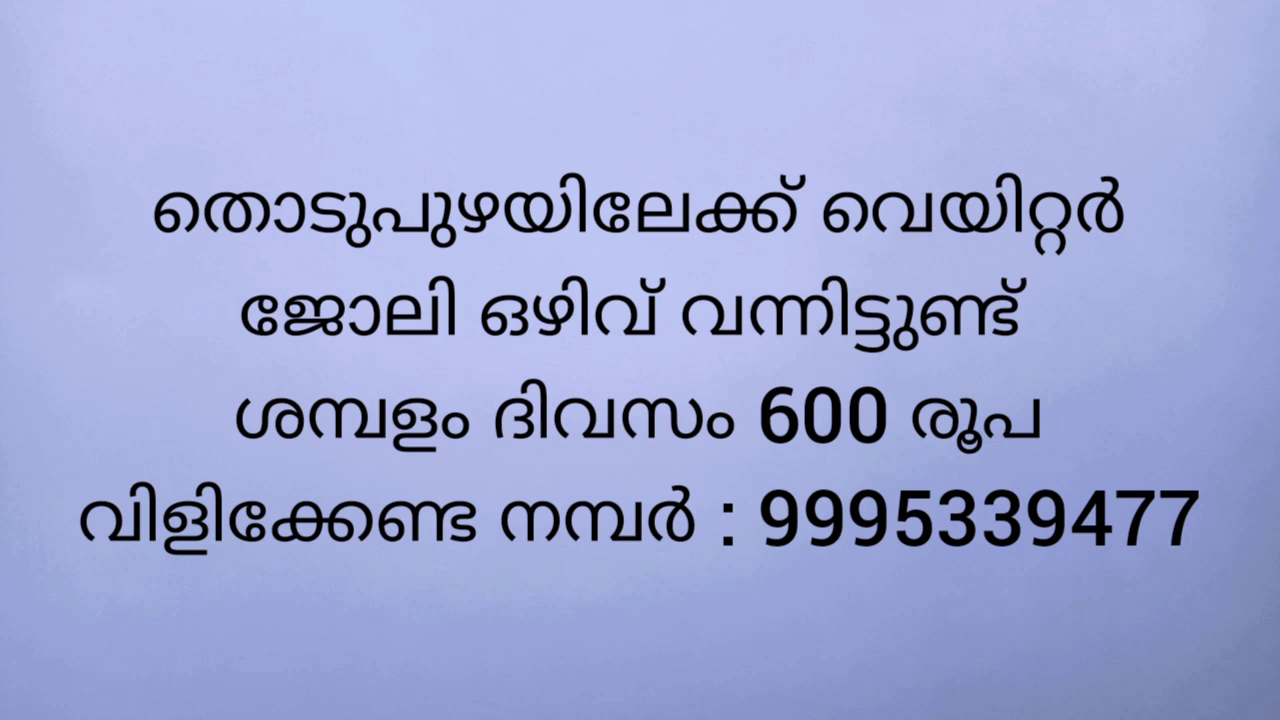 തൊടുപുഴയിലേക്ക് വെയിറ്റർ
ജോലി ഒഴിവ് വന്നിട്ടുണ്ട്
ശമ്പളം ദിവസം 600 രൂപ
വിളിക്കേണ്ട നമ്പർ : 9995339477